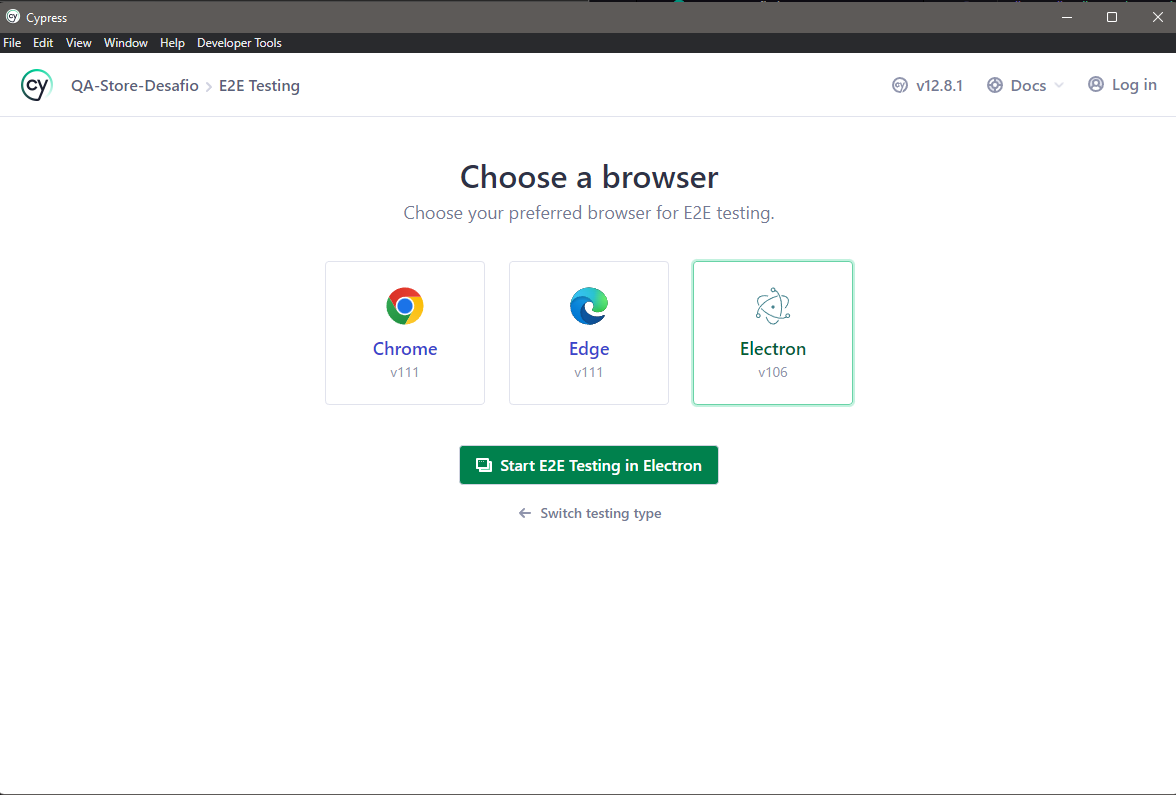 Cypress
File Edit View Window Help Developer Tools
cy QA-Store-Desafio > E2E Testing cy v12.8.1 Docs Log in
Choose a browser
Choose your preferred browser for E2E testing.
Chrome Edge Electron
v111 v111 v106
Start E2E Testing in Electron
← Switch testing type